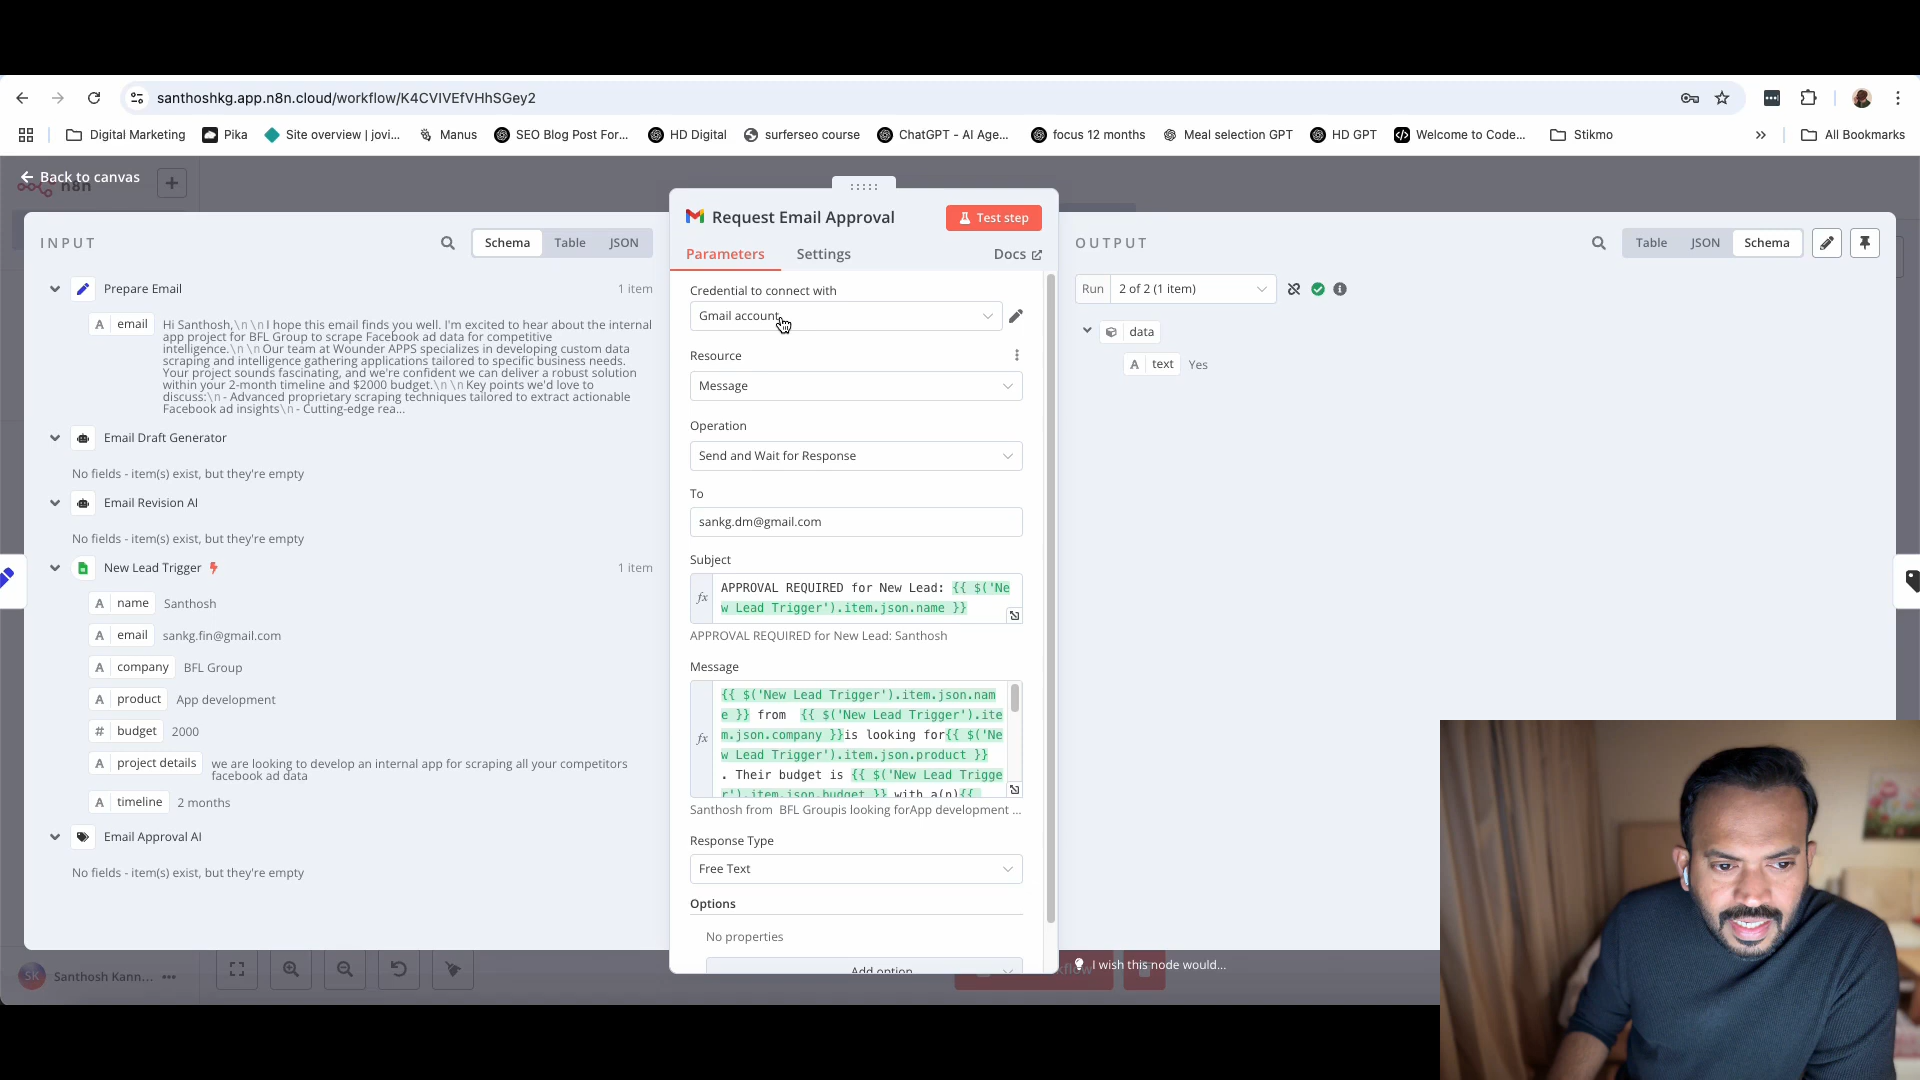 santhoshkg.app.n8n.cloud/workflow/K4CVIVEfVHhSGey2
Digital Marketing
Pika
Site overview | jovi...
Manus
SEO Blog Post For...
HD Digital
surferseo course
ChatGPT - AI Age...
focus 12 months
Meal selection GPT
HD GPT
Welcome to Code...
Stikmo
All Bookmarks
Back to canvas
n8n
INPUT
Schema
Table
JSON
Prepare Email
1 item
A email
Hi Santhosh,\n\nI hope this email finds you well. I'm excited to hear about the internal
app project for BFL Group to scrape Facebook ad data for competitive
intelligence.\n\nOur team at Wounder APPS specializes in developing custom data
scraping and intelligence gathering applications tailored to specific business needs.
Your project sounds fascinating, and we're confident we can deliver a robust solution
within your 2-month timeline and $2000 budget.\n\nKey points we'd love to
discuss:\n- Advanced proprietary scraping techniques tailored to extract actionable
Facebook ad insights\n- Cutting-edge rea...
Email Draft Generator
No fields - item(s) exist, but they're empty
Email Revision AI
No fields - item(s) exist, but they're empty
New Lead Trigger
1 item
A name Santhosh
A email sankg.fin@gmail.com
A company BFL Group
A product App development
# budget 2000
A project details we are looking to develop an internal app for scraping all your competitors
facebook ad data
A timeline 2 months
Email Approval AI
No fields - item(s) exist, but they're empty
SK Santhosh Kann...
Request Email Approval
Test step
Parameters
Settings
Docs
Credential to connect with
Gmail account
Resource
Message
Operation
Send and Wait for Response
To
sankg.dm@gmail.com
Subject
fx
APPROVAL REQUIRED for New Lead: {{ $('Ne
w Lead Trigger').item.json.name }}
APPROVAL REQUIRED for New Lead: Santhosh
Message
fx
{{ $('New Lead Trigger').item.json.nam
e }} from {{ $('New Lead Trigger').ite
m.json.company }}is looking for{{ $('Ne
w Lead Trigger').item.json.product }}
. Their budget is {{ $('New Lead Trigge
r').item.json.budget }} with a(n){{
Santhosh from BFL Groupis looking forApp development ...
Response Type
Free Text
Options
No properties
Add option
OUTPUT
Table
JSON
Schema
Run 2 of 2 (1 item)
data
A text Yes
I wish this node would...